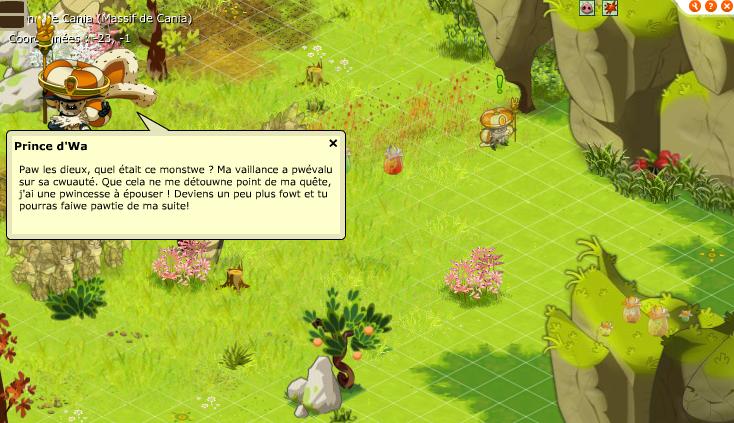 e Cania (Massif de Cania)
Coordonnées : -23, -1
Prince d'Wa
Paw les dieux, quel était ce monstwe ? Ma vaillance a pwévalu
sur sa cwuauté. Que cela ne me détouwne point de ma quête,
j'ai une pwincesse à épouser ! Deviens un peu plus fowt et tu
pourras faiwe pawtie de ma suite!